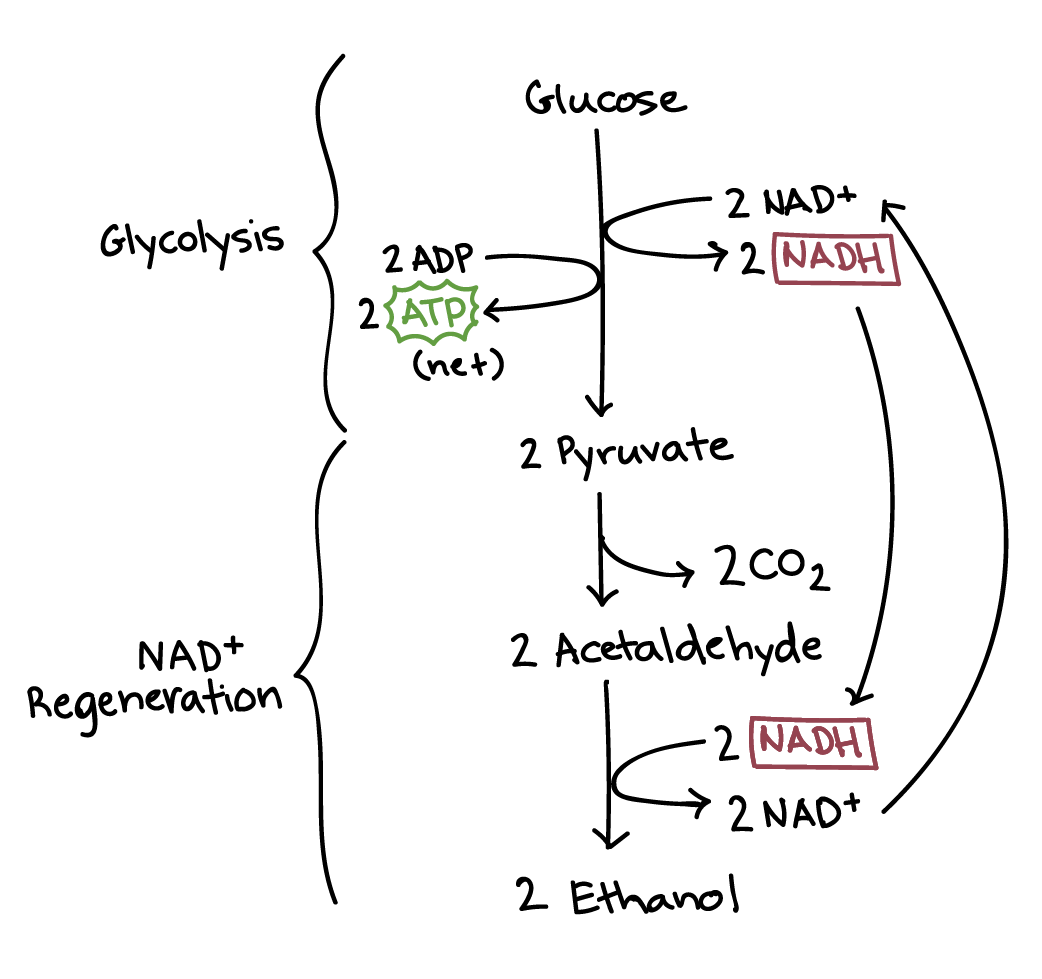 Glucose
2 NAD+
2 NADH
Glycolysis
2 ADP
2 ATP
(net)
2 Pyruvate
2 CO₂
2 Acetaldehyde
NAD⁺
Regeneration
2 NADH
2 NAD⁺
2 Ethanol